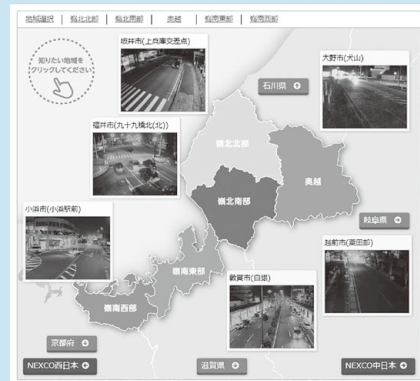 地域選択 | 嶺北北部 | 嶺北南部 | 奥越 | 嶺南東部 | 嶺南西部
知りたい地域を
クリックしてください
坂井市(上兵庫交差点)
大野市(犬山)
石川県
福井市(九十九橋北(北))
嶺北北部
奥越
嶺北南部
小浜市(小浜駅前)
岐阜県
越前市(粟田部)
嶺南東部
敦賀市(白銀)
嶺南西部
京都府
滋賀県
NEXCO西日本
NEXCO中日本